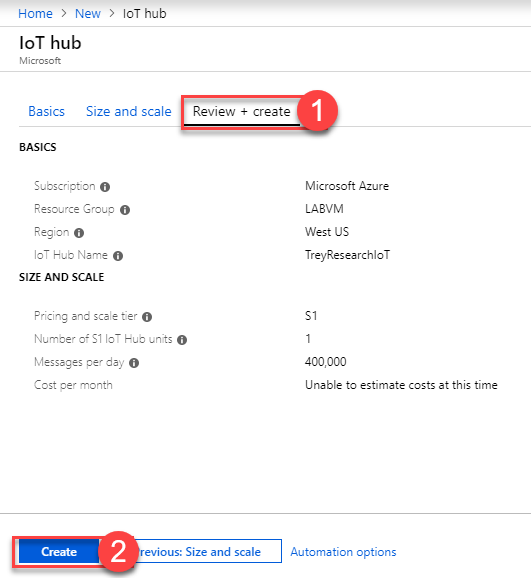 Home > New > IoT hub
IoT hub
Microsoft
Basics Size and scale Review + create 1
BASICS
Subscription Microsoft Azure
Resource Group LABVM
Region West US
IoT Hub Name TreyResearchIoT
SIZE AND SCALE
Pricing and scale tier S1
Number of S1 IoT Hub units 1
Messages per day 400,000
Cost per month Unable to estimate costs at this time
Create 2 revious: Size and scale Automation options